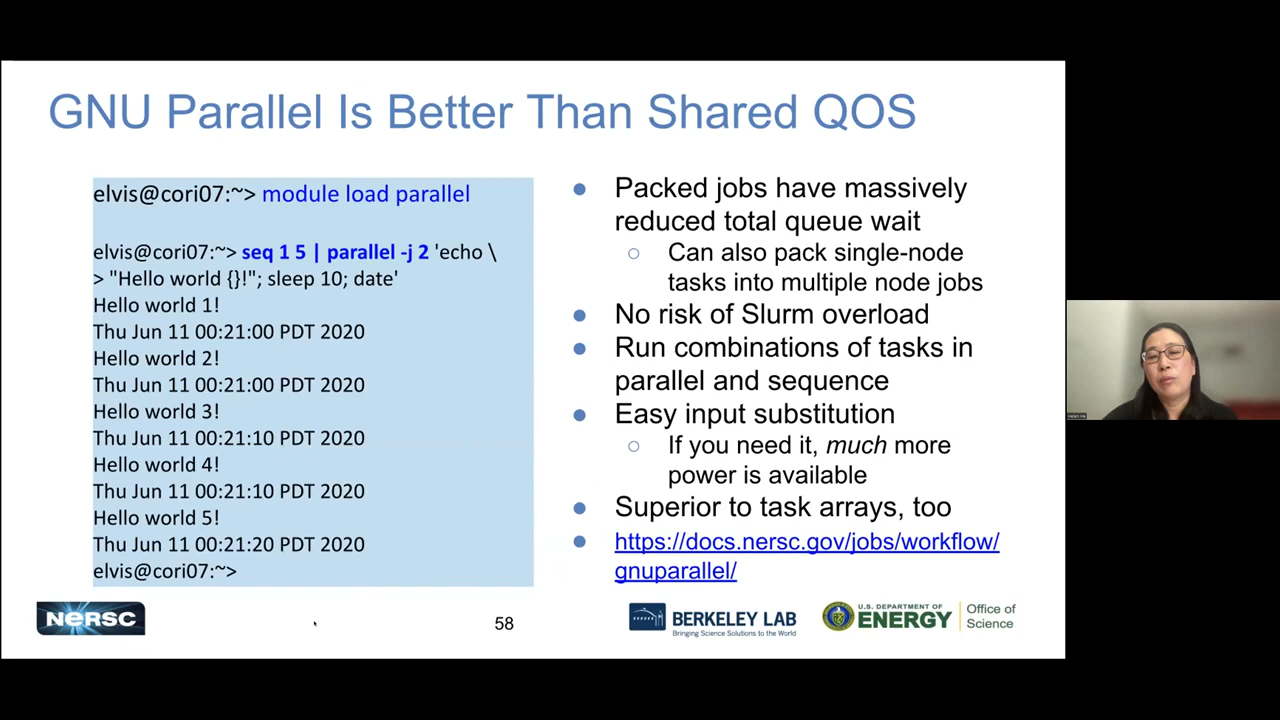 GNU Parallel Is Better Than Shared QOS
elvis@cori07:~> module load parallel
elvis@cori07:~> seq 1 5 | parallel -j 2 'echo \
> "Hello world {}!"; sleep 10; date'
Hello world 1!
Thu Jun 11 00:21:00 PDT 2020
Hello world 2!
Thu Jun 11 00:21:00 PDT 2020
Hello world 3!
Thu Jun 11 00:21:10 PDT 2020
Hello world 4!
Thu Jun 11 00:21:10 PDT 2020
Hello world 5!
Thu Jun 11 00:21:20 PDT 2020
elvis@cori07:~>
● Packed jobs have massively
reduced total queue wait
○ Can also pack single-node
tasks into multiple node jobs
● No risk of Slurm overload
● Run combinations of tasks in
parallel and sequence
● Easy input substitution
○ If you need it, much more
power is available
● Superior to task arrays, too
● https://docs.nersc.gov/jobs/workflow/
gnuparallel/
NERSC
58
BERKELEY LAB
Bringing Science Solutions to the World
U.S. DEPARTMENT OF
ENERGY
Office of
Science